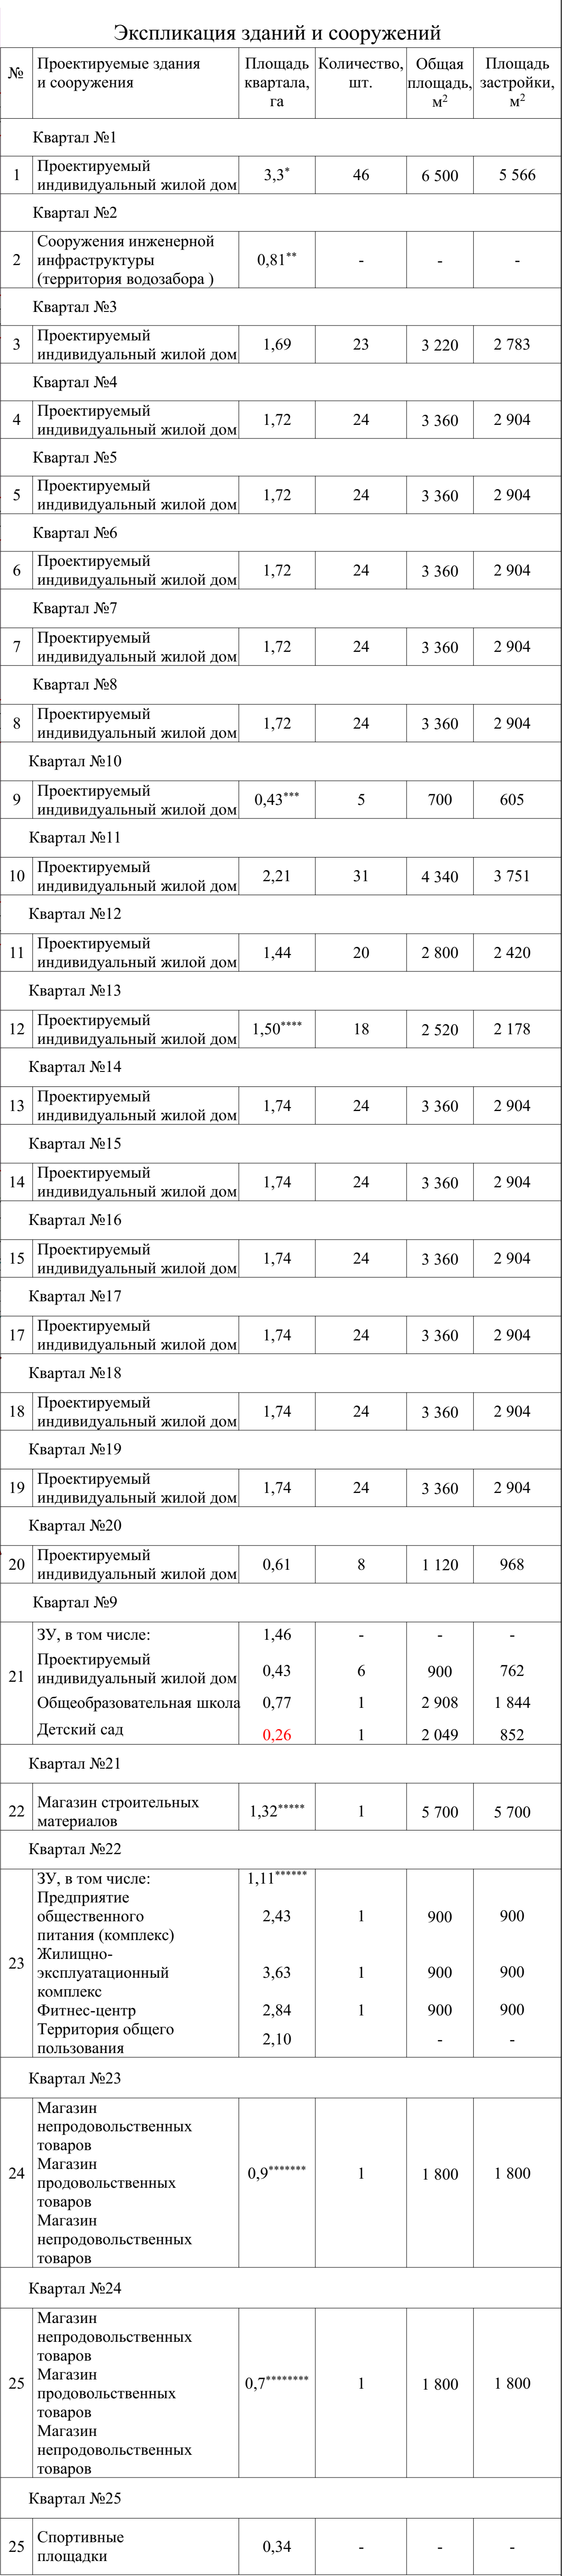 Экспликация зданий и сооружений
№ Проектируемые здания и сооружения Площадь квартала, га Количество, шт. Общая площадь, м² Площадь застройки, м²
Квартал №1
1 Проектируемый индивидуальный жилой дом 3,3* 46 6 500 5 566
Квартал №2
2 Сооружения инженерной инфраструктуры (территория водозабора ) 0,81** - - -
Квартал №3
3 Проектируемый индивидуальный жилой дом 1,69 23 3 220 2 783
Квартал №4
4 Проектируемый индивидуальный жилой дом 1,72 24 3 360 2 904
Квартал №5
5 Проектируемый индивидуальный жилой дом 1,72 24 3 360 2 904
Квартал №6
6 Проектируемый индивидуальный жилой дом 1,72 24 3 360 2 904
Квартал №7
7 Проектируемый индивидуальный жилой дом 1,72 24 3 360 2 904
Квартал №8
8 Проектируемый индивидуальный жилой дом 1,72 24 3 360 2 904
Квартал №10
9 Проектируемый индивидуальный жилой дом 0,43*** 5 700 605
Квартал №11
10 Проектируемый индивидуальный жилой дом 2,21 31 4 340 3 751
Квартал №12
11 Проектируемый индивидуальный жилой дом 1,44 20 2 800 2 420
Квартал №13
12 Проектируемый индивидуальный жилой дом 1,50**** 18 2 520 2 178
Квартал №14
13 Проектируемый индивидуальный жилой дом 1,74 24 3 360 2 904
Квартал №15
14 Проектируемый индивидуальный жилой дом 1,74 24 3 360 2 904
Квартал №16
15 Проектируемый индивидуальный жилой дом 1,74 24 3 360 2 904
Квартал №17
17 Проектируемый индивидуальный жилой дом 1,74 24 3 360 2 904
Квартал №18
18 Проектируемый индивидуальный жилой дом 1,74 24 3 360 2 904
Квартал №19
19 Проектируемый индивидуальный жилой дом 1,74 24 3 360 2 904
Квартал №20
20 Проектируемый индивидуальный жилой дом 0,61 8 1 120 968
Квартал №9
21 ЗУ, в том числе: 1,46 - - -
Проектируемый индивидуальный жилой дом 0,43 6 900 762
Общеобразовательная школа 0,77 1 2 908 1 844
Детский сад 0,26 1 2 049 852
Квартал №21
22 Магазин строительных материалов 1,32***** 1 5 700 5 700
Квартал №22
23 ЗУ, в том числе: 1,11******
Предприятие общественного питания (комплекс) 2,43 1 900 900
Жилищно-эксплуатационный комплекс 3,63 1 900 900
Фитнес-центр 2,84 1 900 900
Территория общего пользования 2,10 - -
Квартал №23
24 Магазин непродовольственных товаров Магазин продовольственных товаров Магазин непродовольственных товаров 0,9******* 1 1 800 1 800
Квартал №24
25 Магазин непродовольственных товаров Магазин продовольственных товаров Магазин непродовольственных товаров 0,7******** 1 1 800 1 800
Квартал №25
25 Спортивные площадки 0,34 - - -